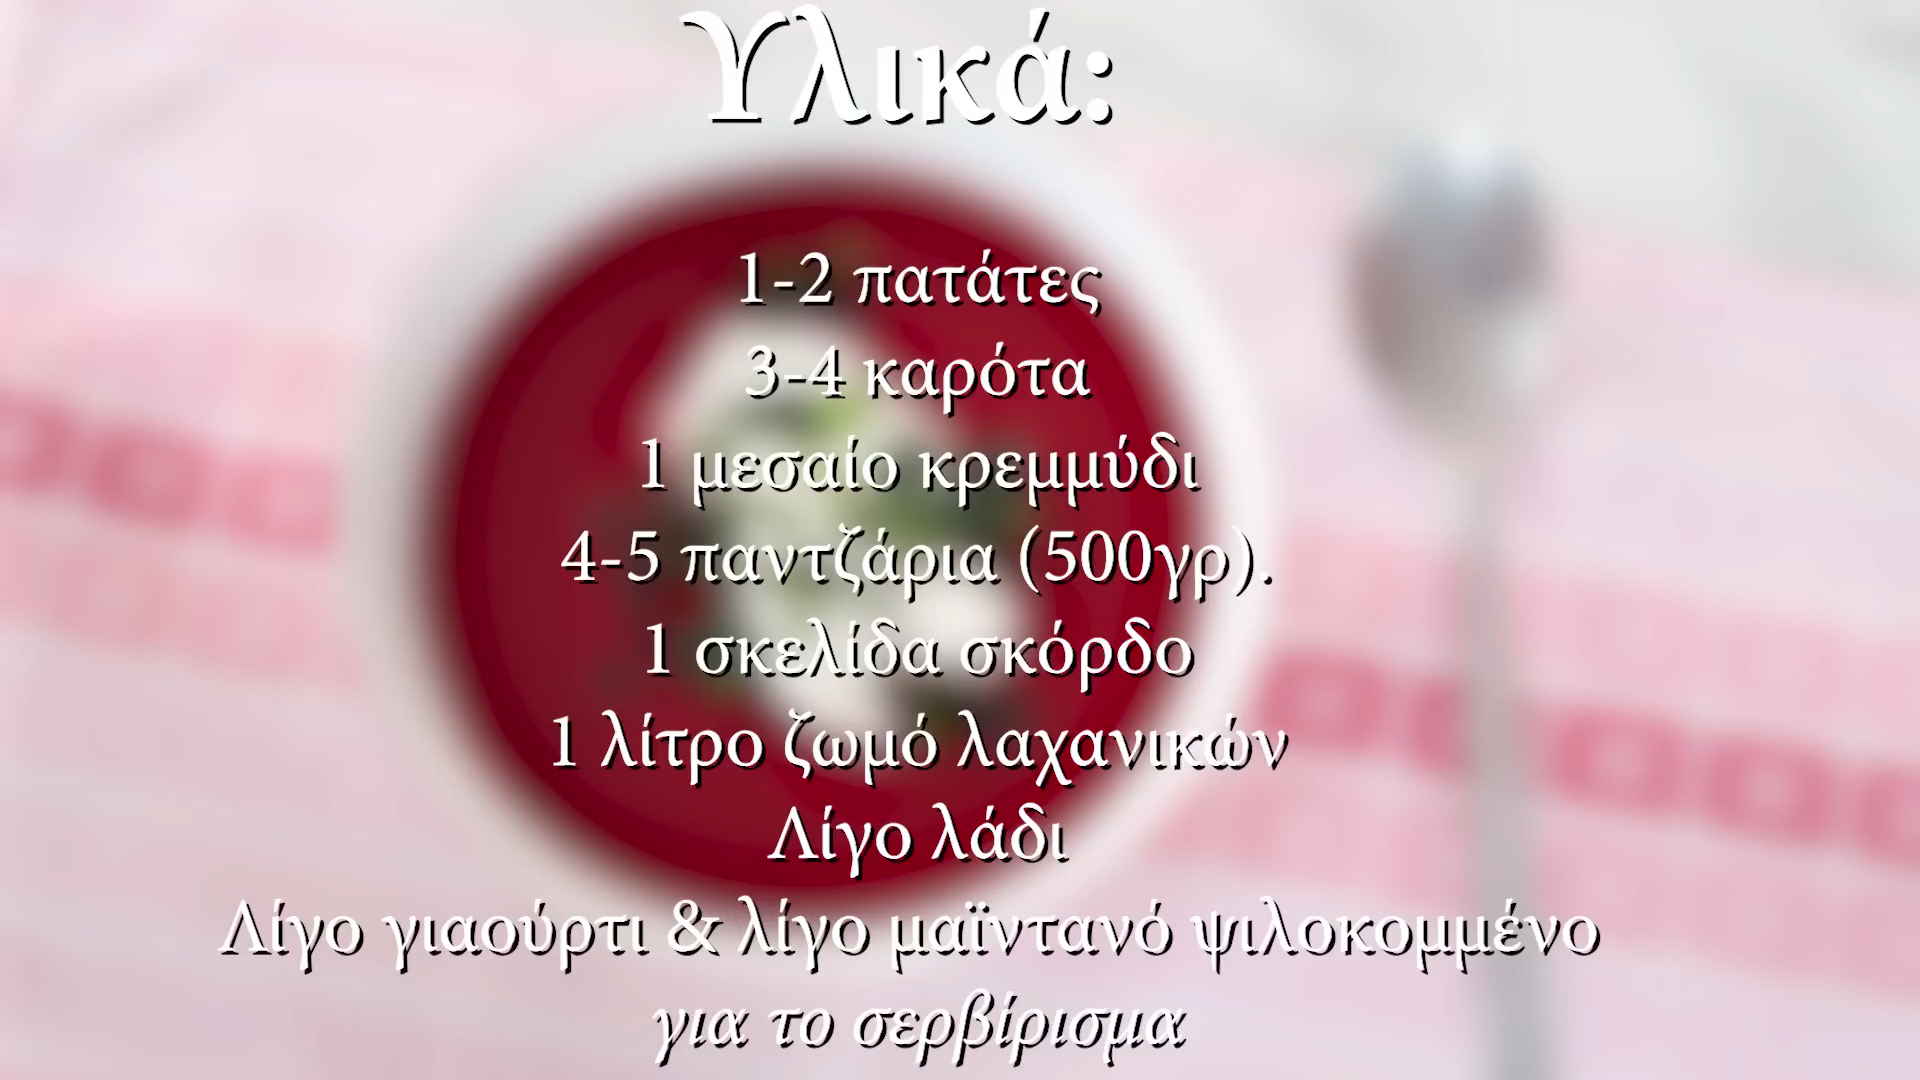 Υλικά:
1-2 πατάτες
3-4 καρότα
1 μεσαίο κρεμμύδι
4-5 παντζάρια (500γρ).
1 σκελίδα σκόρδο
1 λίτρο ζωμό λαχανικών
Λίγο λάδι
Λίγο γιαούρτι & λίγο μαϊντανό ψιλοκομμένο
για το σερβίρισμα